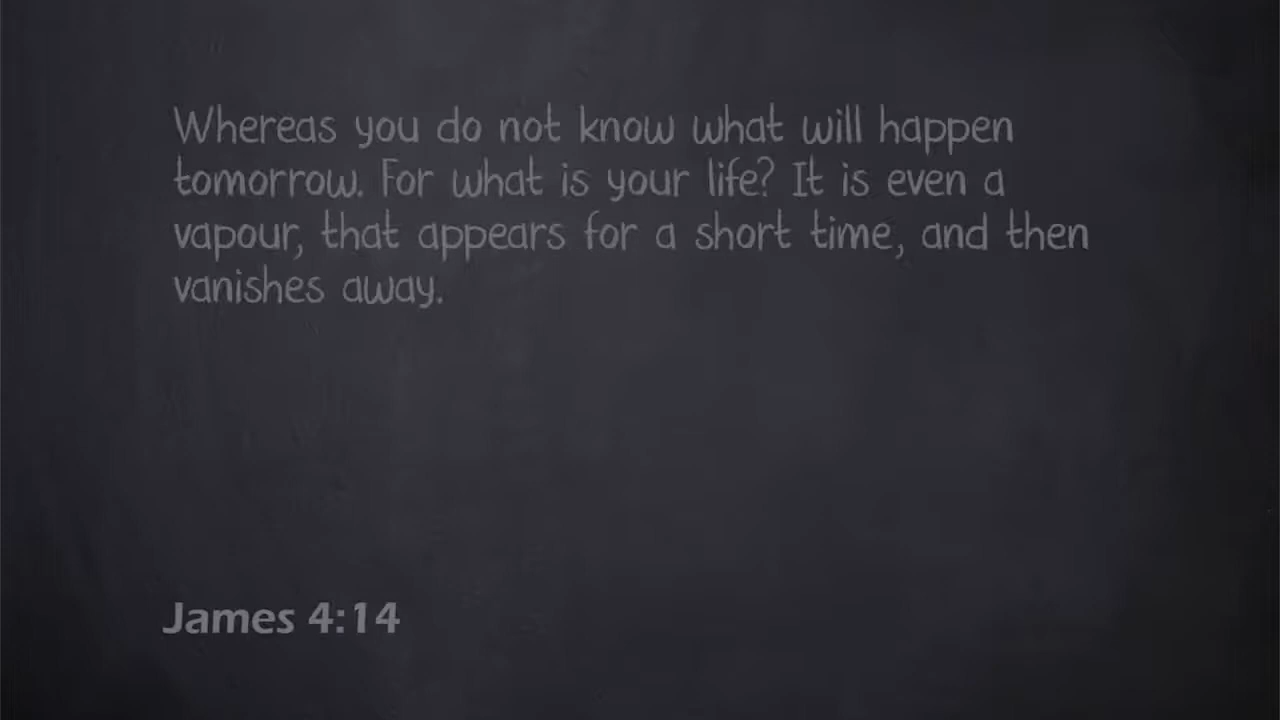 Whereas you do not know what will happen
tomorrow. For what is your life? It is even a
vapour, that appears for a short time, and then
vanishes away.
James 4:14